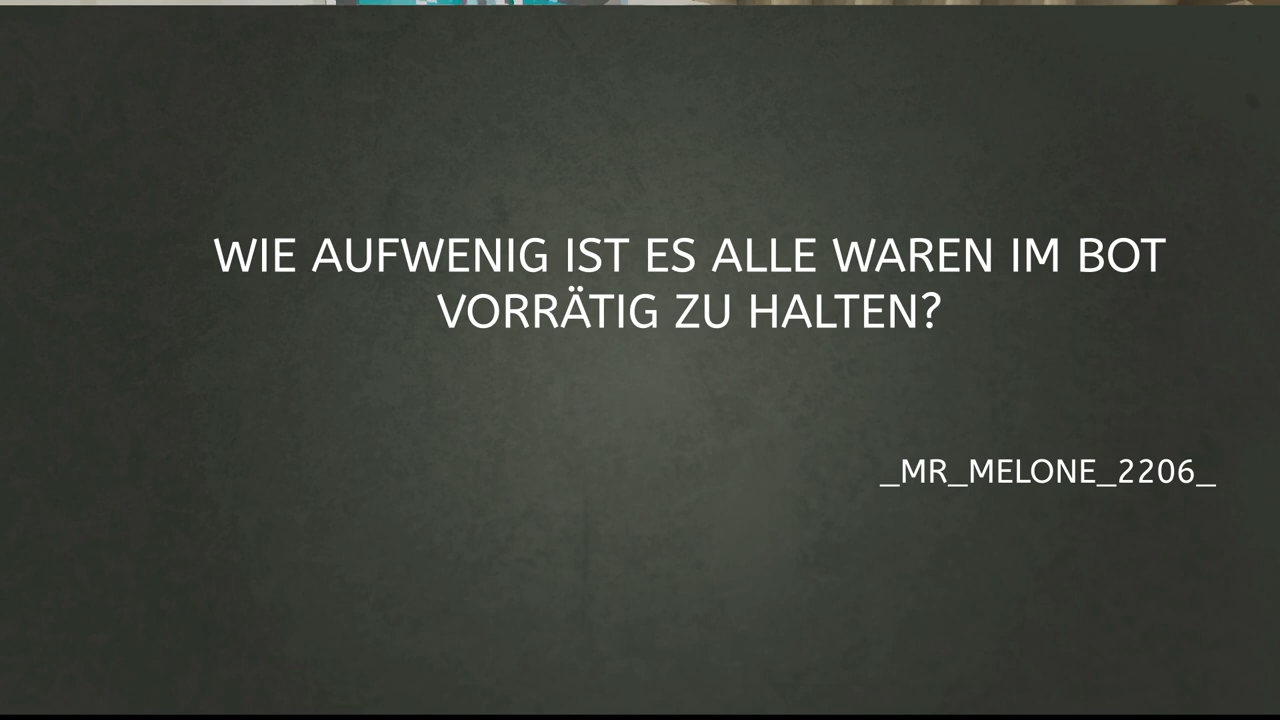 WIE AUFWENIG IST ES ALLE WAREN IM BOT
VORRÄTIG ZU HALTEN?
_MR_MELONE_2206_